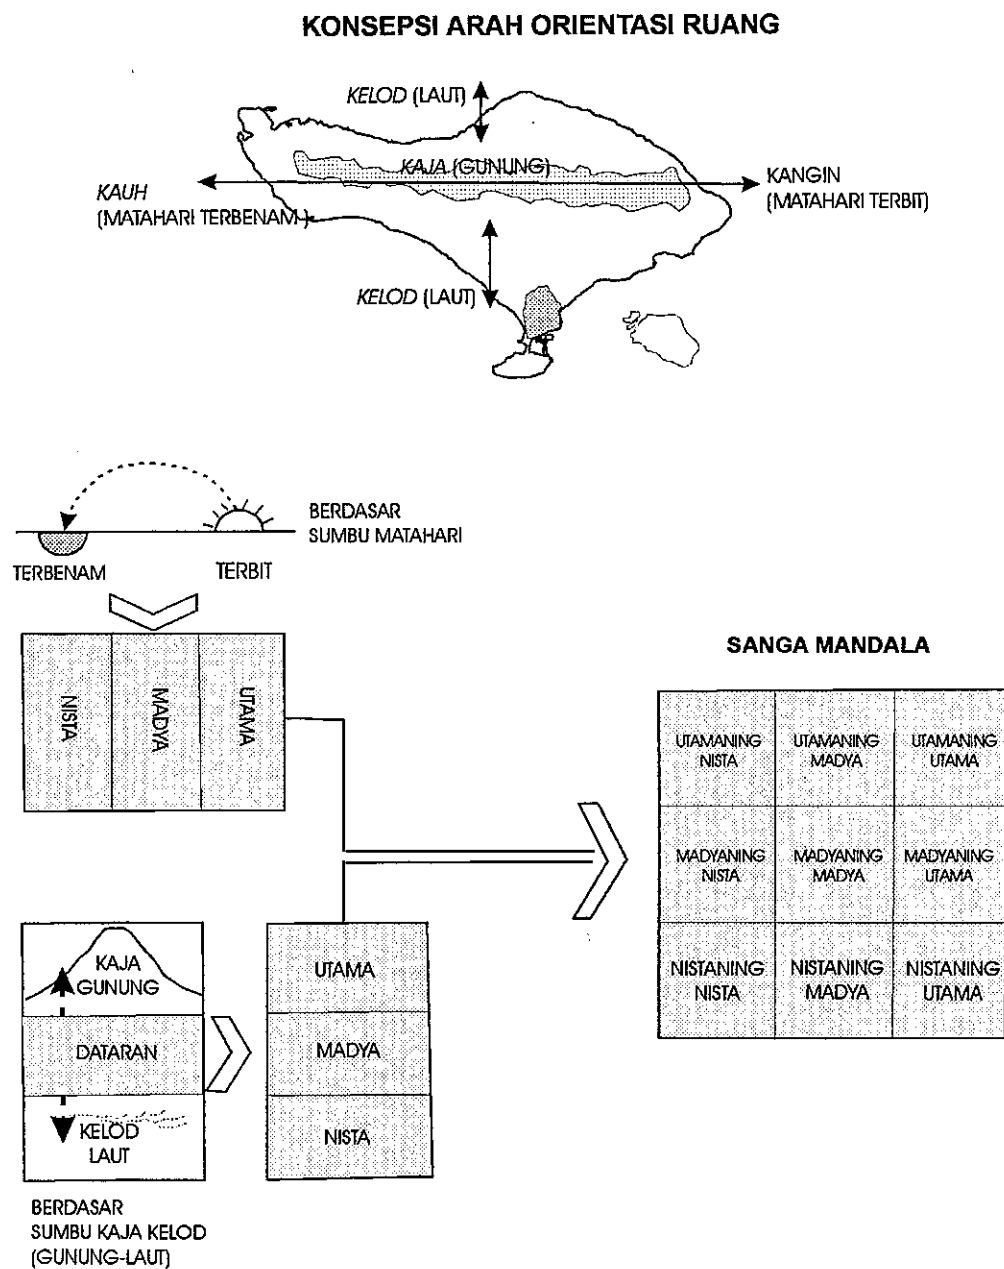 KONSEPSI ARAH ORIENTASI RUANG
KELOD (LAUT)
KAJA (GUNUNG)
KAUH
(MATAHARI TERBENAM )
KANGIN
(MATAHARI TERBIT)
KELOD (LAUT)
BERDASAR
SUMBU MATAHARI
TERBENAM
TERBIT
NISTA
MADYA
UTAMA
SANGA MANDALA
UTAMANING
NISTA
UTAMANING
MADYA
UTAMANING
UTAMA
MADYANING
NISTA
MADYANING
MADYA
MADYANING
UTAMA
NISTANING
NISTA
NISTANING
MADYA
NISTANING
UTAMA
KAJA
GUNUNG
DATARAN
KELOD
LAUT
UTAMA
MADYA
NISTA
BERDASAR
SUMBU KAJA KELOD
(GUNUNG-LAUT)